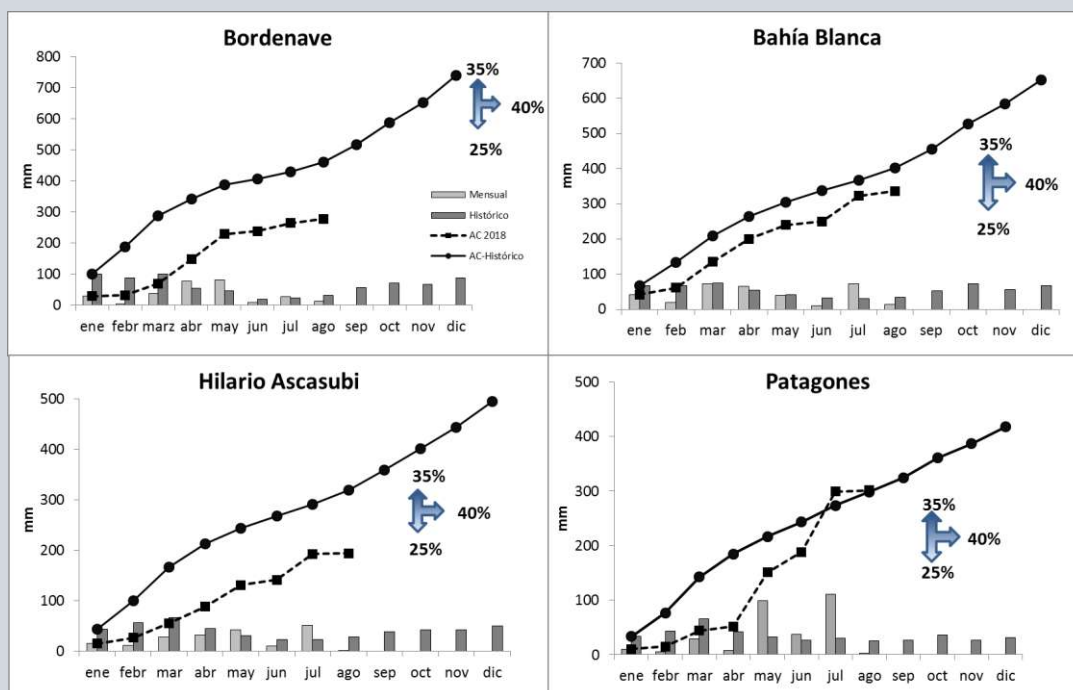 Bordenave
800
700
600
500
400
300
200
100
0
mm
ene febr marz abr may jun jul ago sep oct nov dic
35%
40%
25%
Mensual
Histórico
AC 2018
AC-Histórico
Bahía Blanca
700
600
500
400
300
200
100
0
mm
ene feb mar abr may jun jul ago sep oct nov dic
35%
40%
25%
Hilario Ascasubi
500
400
300
200
100
0
mm
ene febr mar abr may jun jul ago sep oct nov dic
35%
40%
25%
Patagones
500
400
300
200
100
0
mm
ene febr mar abr may jun jul ago sep oct nov dic
35%
40%
25%